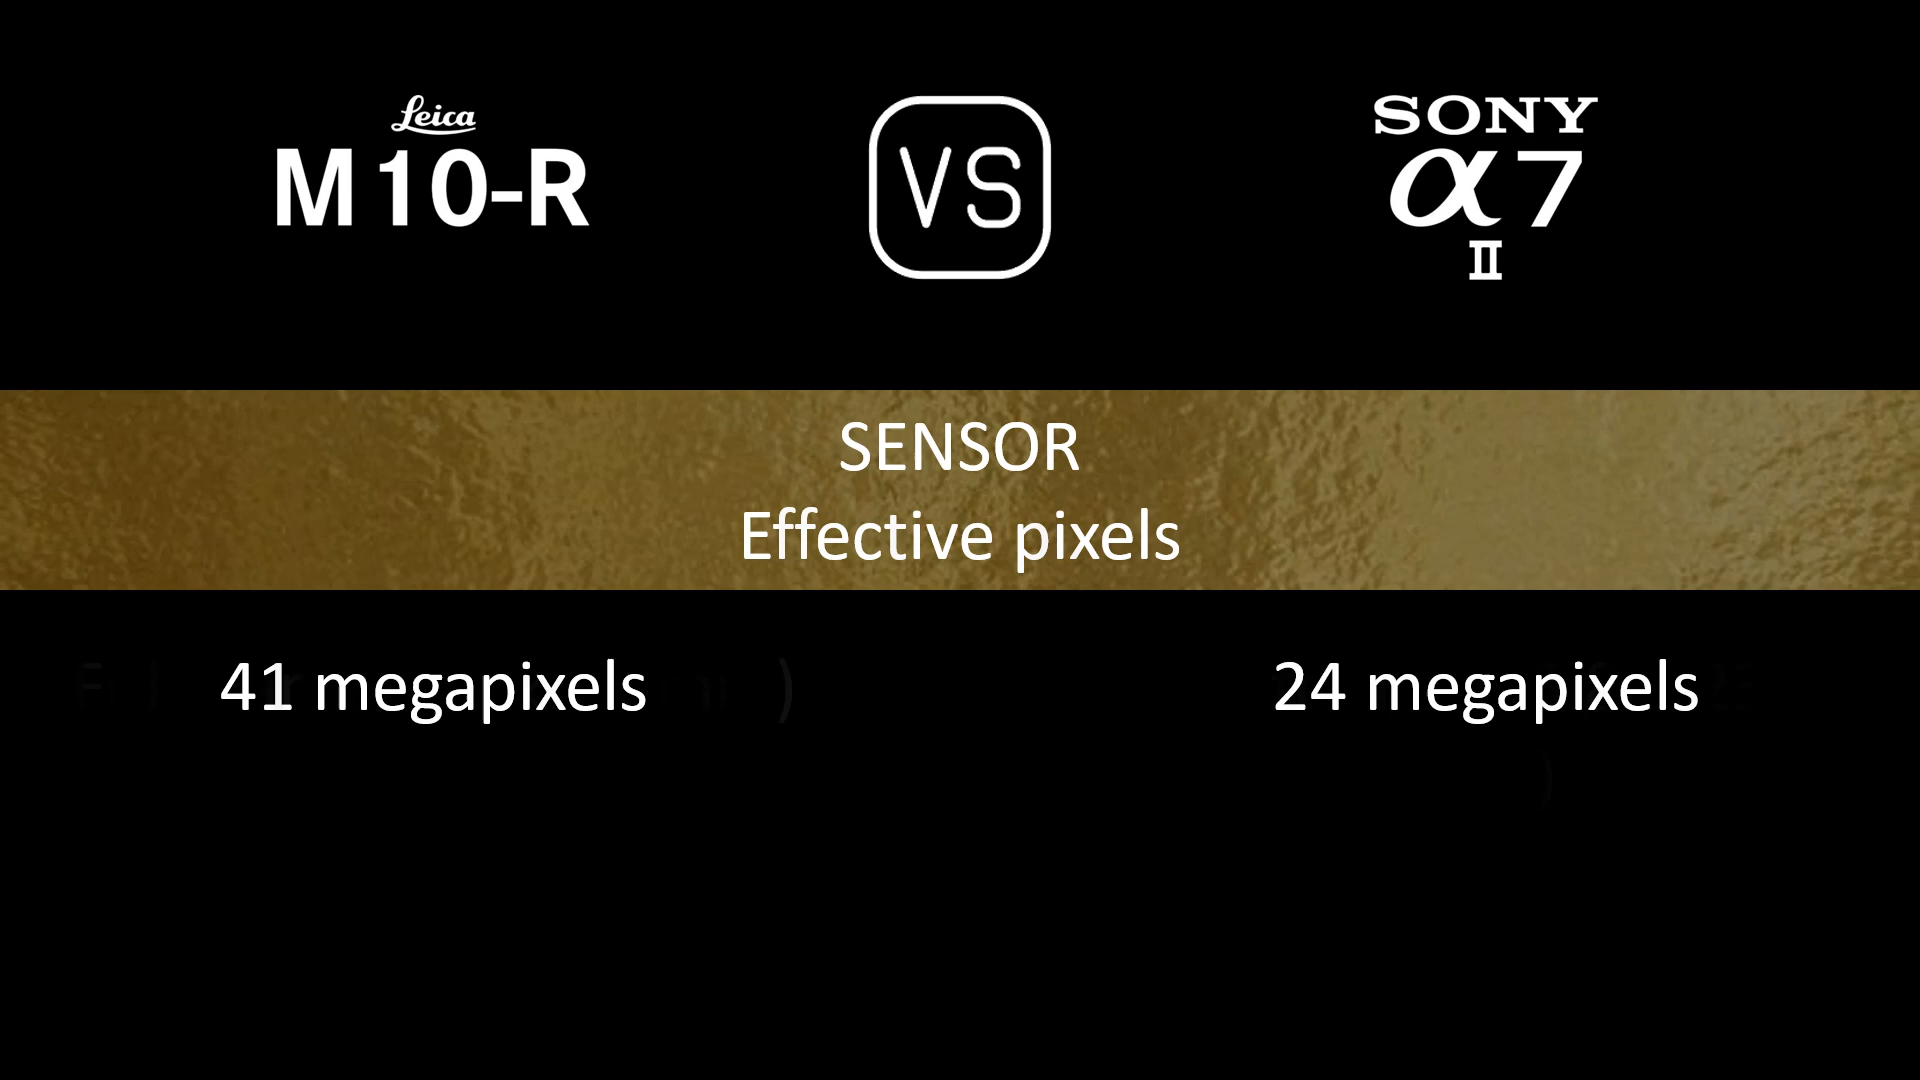 Leica
M10-R
VS
SONY
α7
II
SENSOR
Effective pixels
41 megapixels
24 megapixels